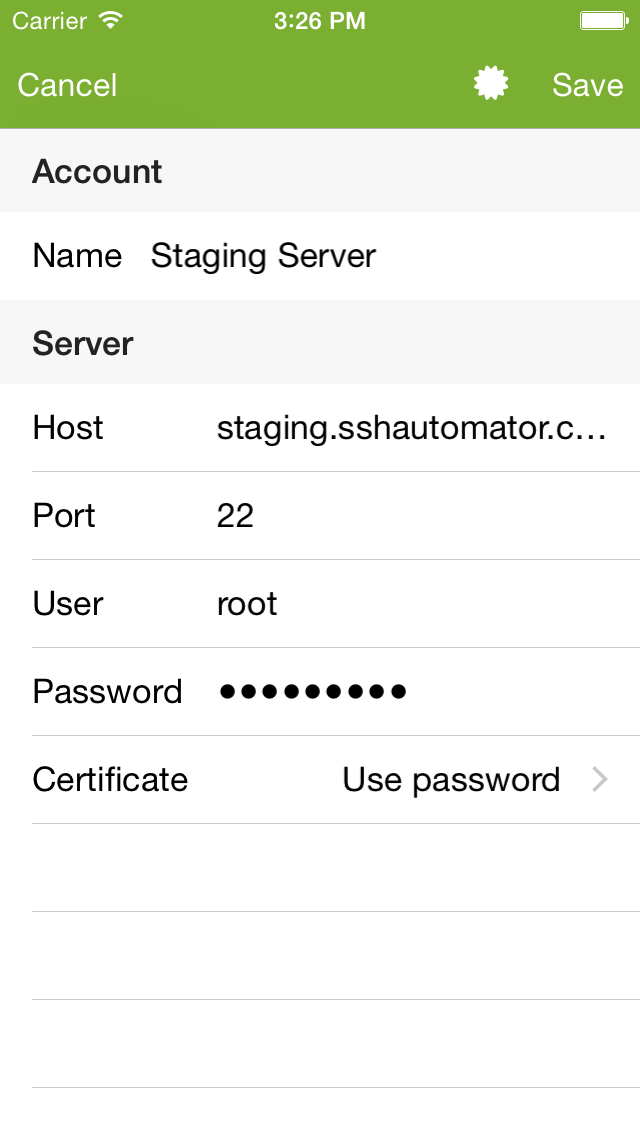 Carrier 3:26 PM
Cancel Save
Account
Name Staging Server
Server
Host staging.sshautomator.c...
Port 22
User root
Password •••••••••
Certificate Use password